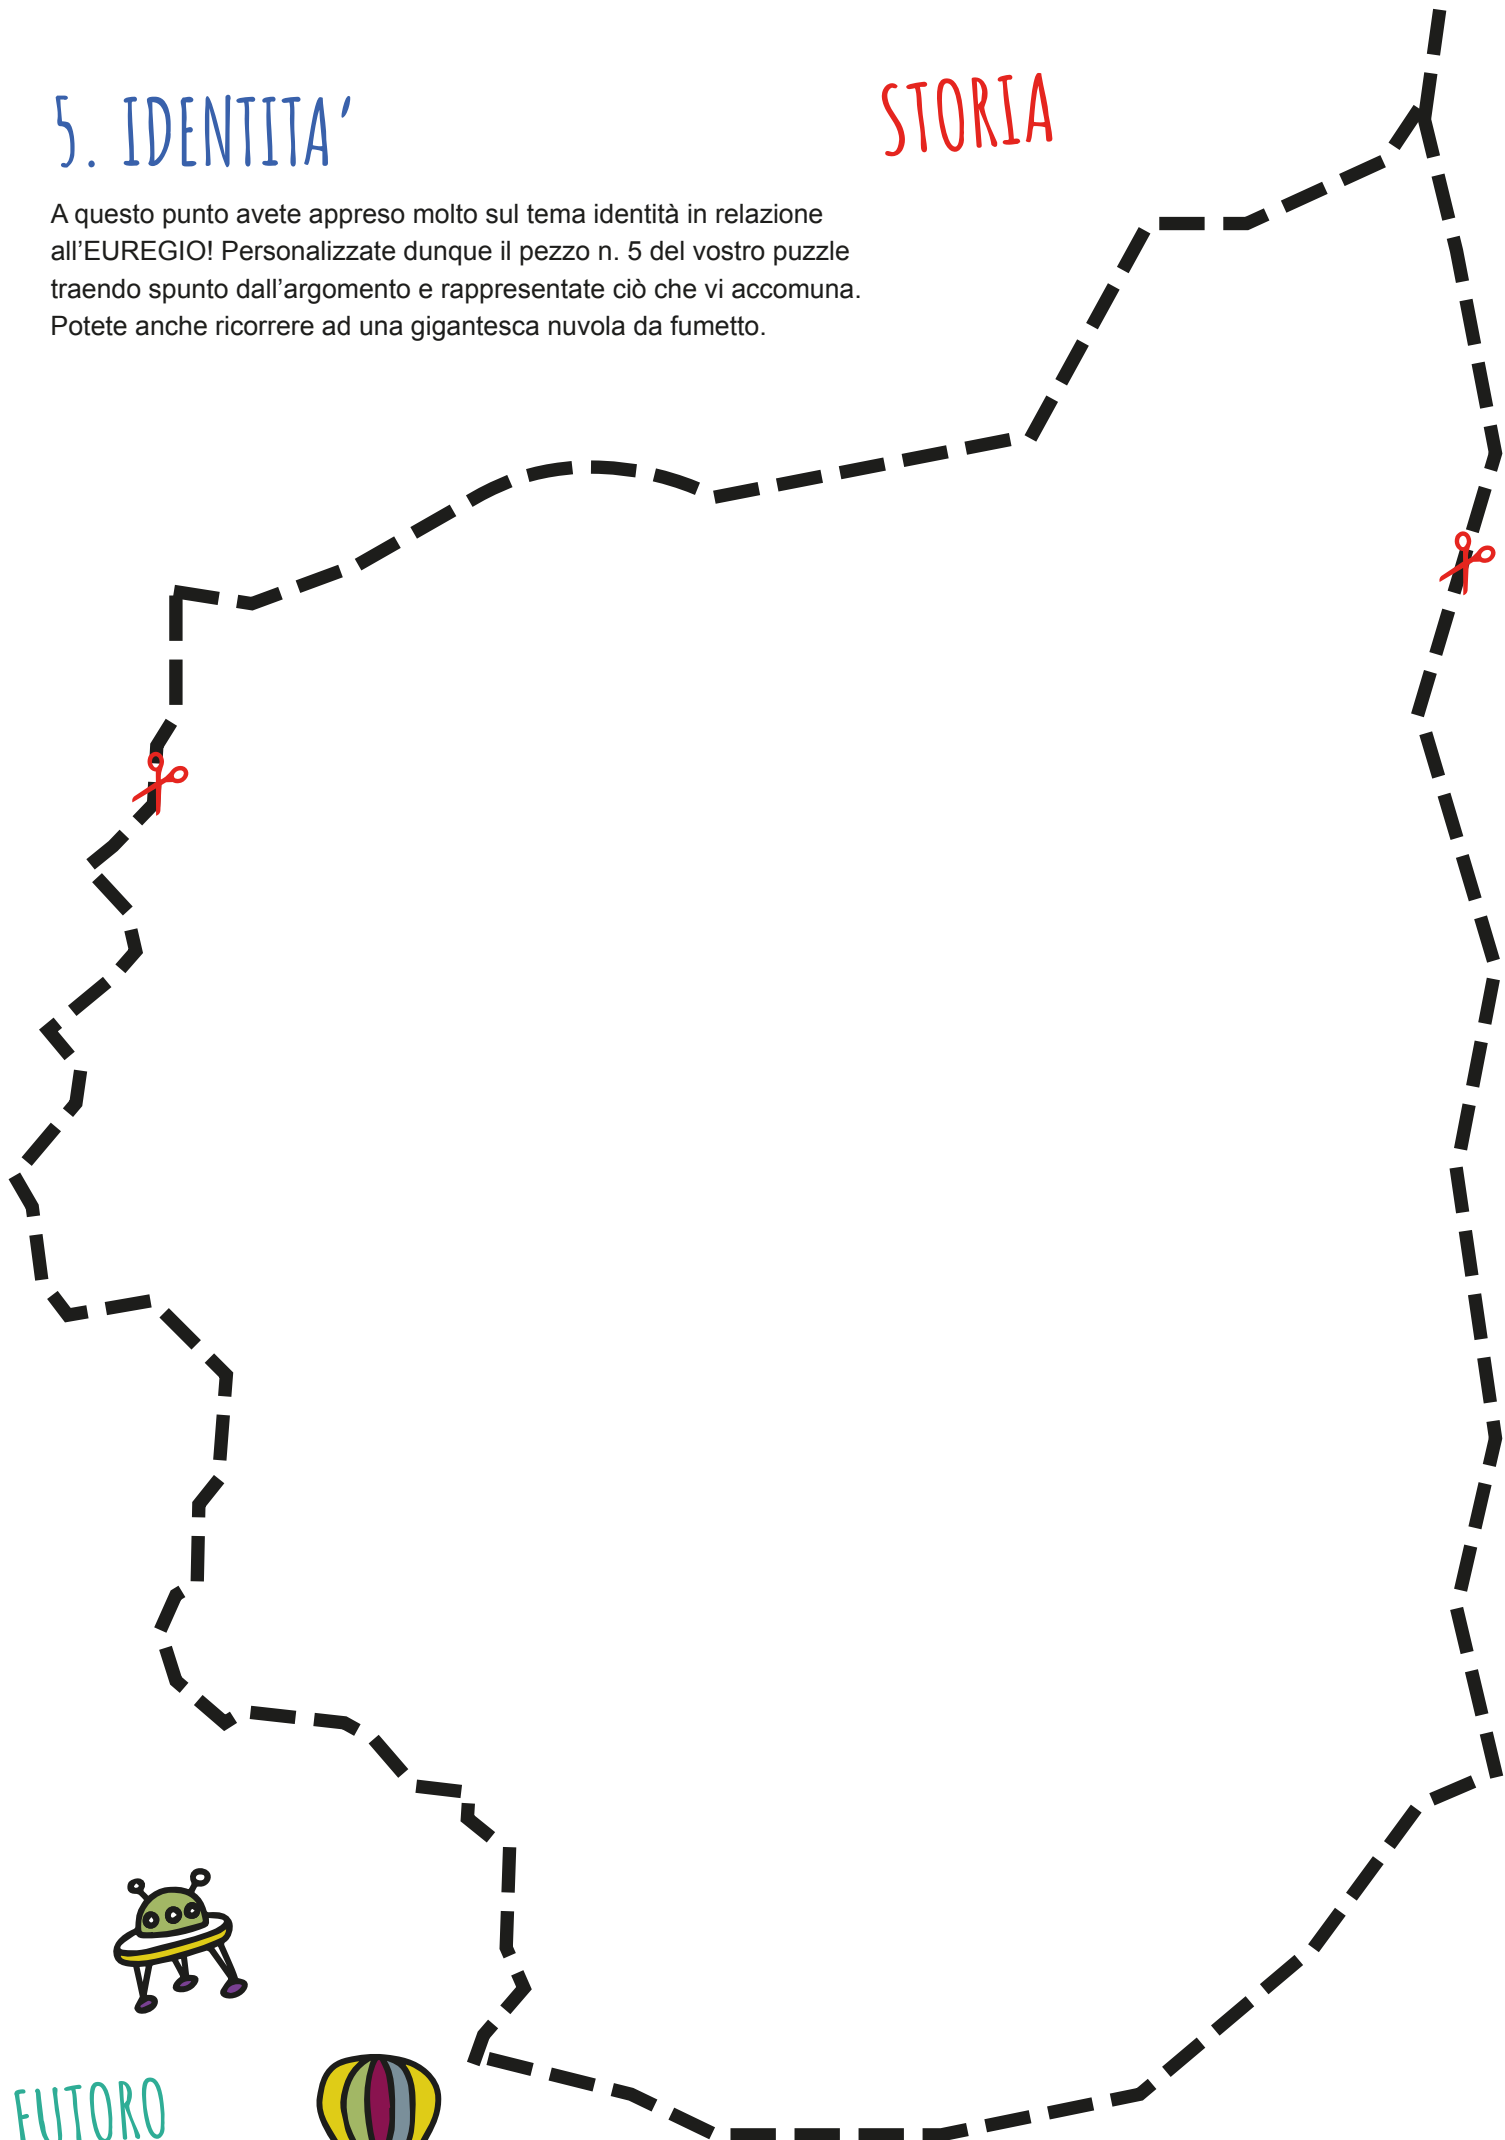 5. IDENTITA'
STORIA
A questo punto avete appreso molto sul tema identità in relazione
all'EUREGIO! Personalizzate dunque il pezzo n. 5 del vostro puzzle
traendo spunto dall'argomento e rappresentate ciò che vi accomuna.
Potete anche ricorrere ad una gigantesca nuvola da fumetto.
FUTORO